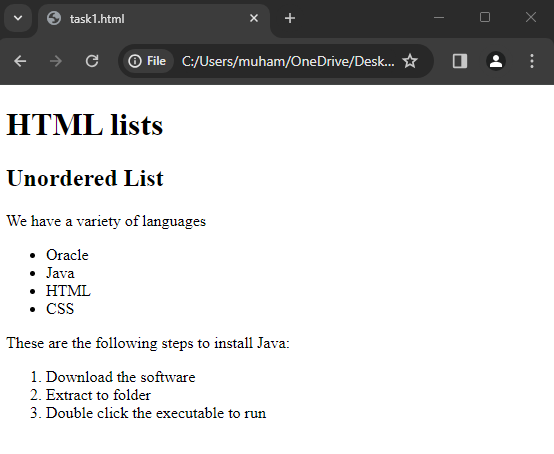 task1.html
File C:/Users/muham/OneDrive/Desk...
HTML lists
Unordered List
We have a variety of languages
• Oracle
• Java
• HTML
• CSS
These are the following steps to install Java:
1. Download the software
2. Extract to folder
3. Double click the executable to run